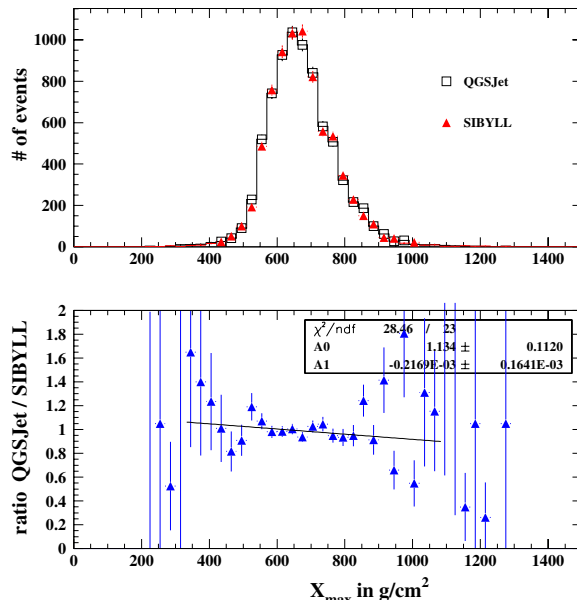 # of events
1000
800
600
400
200
0
QGSJet
SIBYLL
0 200 400 600 800 1000 1200 1400
ratio QGSJet / SIBYLL
2
1.8
1.6
1.4
1.2
1
0.8
0.6
0.4
0.2
0
χ²/ndf 28.46 / 23
A0 1.134 ± 0.1120
A1 -0.2169E-03 ± 0.1641E-03
0 200 400 600 800 1000 1200 1400
X_max in g/cm²